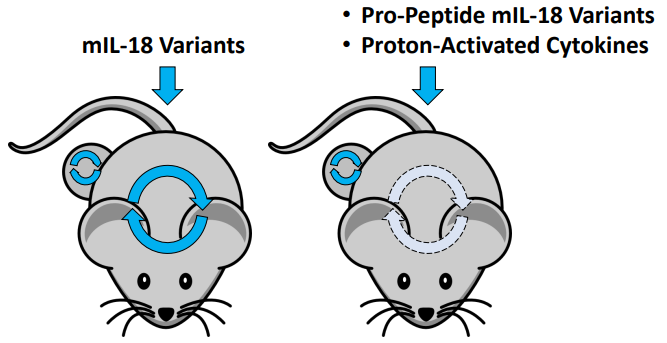 mIL-18 Variants
• Pro-Peptide mIL-18 Variants
• Proton-Activated Cytokines